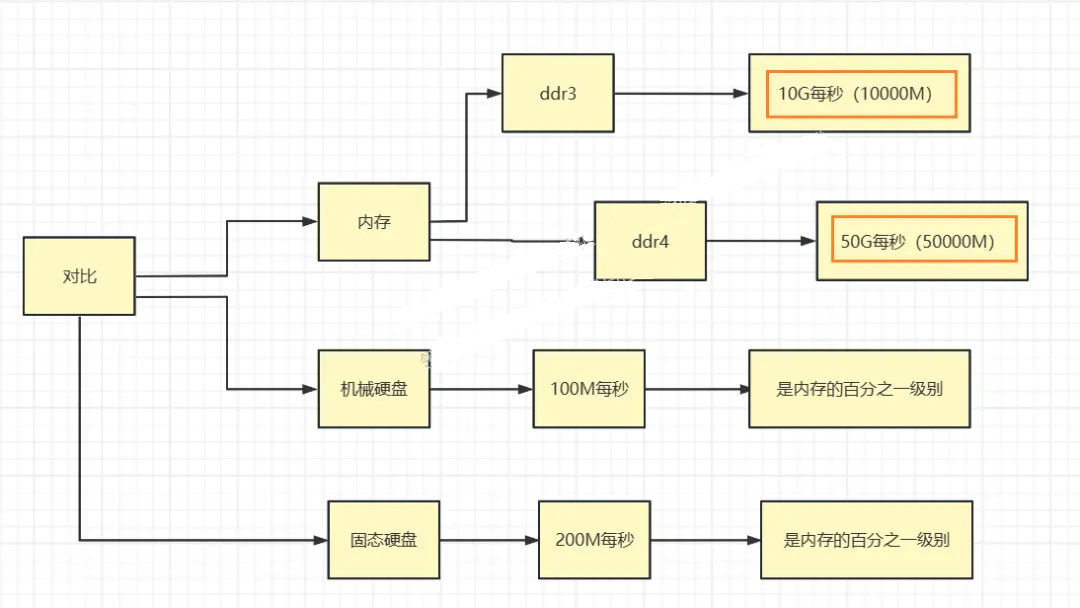 ddr3
10G每秒（10000M）
内存
ddr4
50G每秒（50000M）
对比
机械硬盘
100M每秒
是内存的百分之一级别
固态硬盘
200M每秒
是内存的百分之一级别